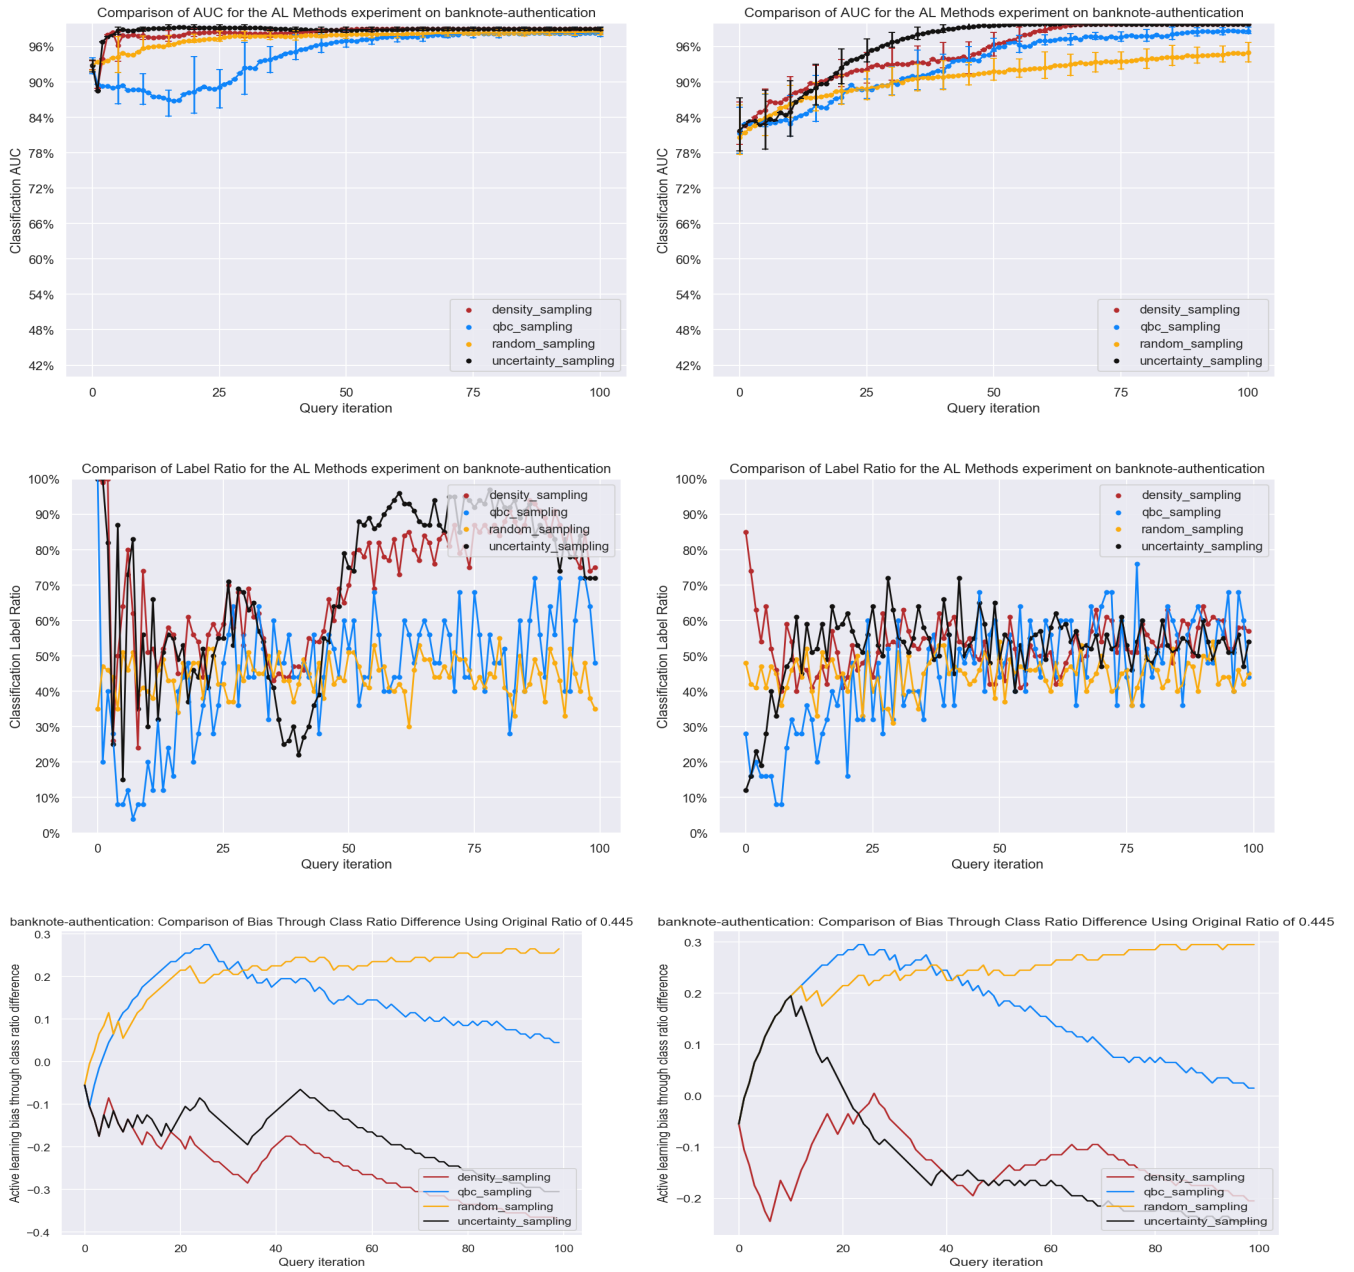 Comparison of AUC for the AL Methods experiment on banknote-authentication
96%
90%
84%
78%
72%
66%
60%
54%
48%
42%
Classification AUC
density_sampling
qbc_sampling
random_sampling
uncertainty_sampling
0
25
50
75
100
Query iteration
Comparison of AUC for the AL Methods experiment on banknote-authentication
96%
90%
84%
78%
72%
66%
60%
54%
48%
42%
Classification AUC
density_sampling
qbc_sampling
random_sampling
uncertainty_sampling
0
25
50
75
100
Query iteration
Comparison of Label Ratio for the AL Methods experiment on banknote-authentication
100%
90%
80%
70%
60%
50%
40%
30%
20%
10%
0%
Classification Label Ratio
density_sampling
qbc_sampling
random_sampling
uncertainty_sampling
0
25
50
75
100
Query iteration
Comparison of Label Ratio for the AL Methods experiment on banknote-authentication
100%
90%
80%
70%
60%
50%
40%
30%
20%
10%
0%
Classification Label Ratio
density_sampling
qbc_sampling
random_sampling
uncertainty_sampling
0
25
50
75
100
Query iteration
banknote-authentication: Comparison of Bias Through Class Ratio Difference Using Original Ratio of 0.445
0.3
0.2
0.1
0.0
−0.1
−0.2
−0.3
−0.4
Active learning bias through class ratio difference
density_sampling
qbc_sampling
random_sampling
uncertainty_sampling
0
20
40
60
80
100
Query iteration
banknote-authentication: Comparison of Bias Through Class Ratio Difference Using Original Ratio of 0.445
0.3
0.2
0.1
0.0
−0.1
−0.2
Active learning bias through class ratio difference
density_sampling
qbc_sampling
random_sampling
uncertainty_sampling
0
20
40
60
80
100
Query iteration